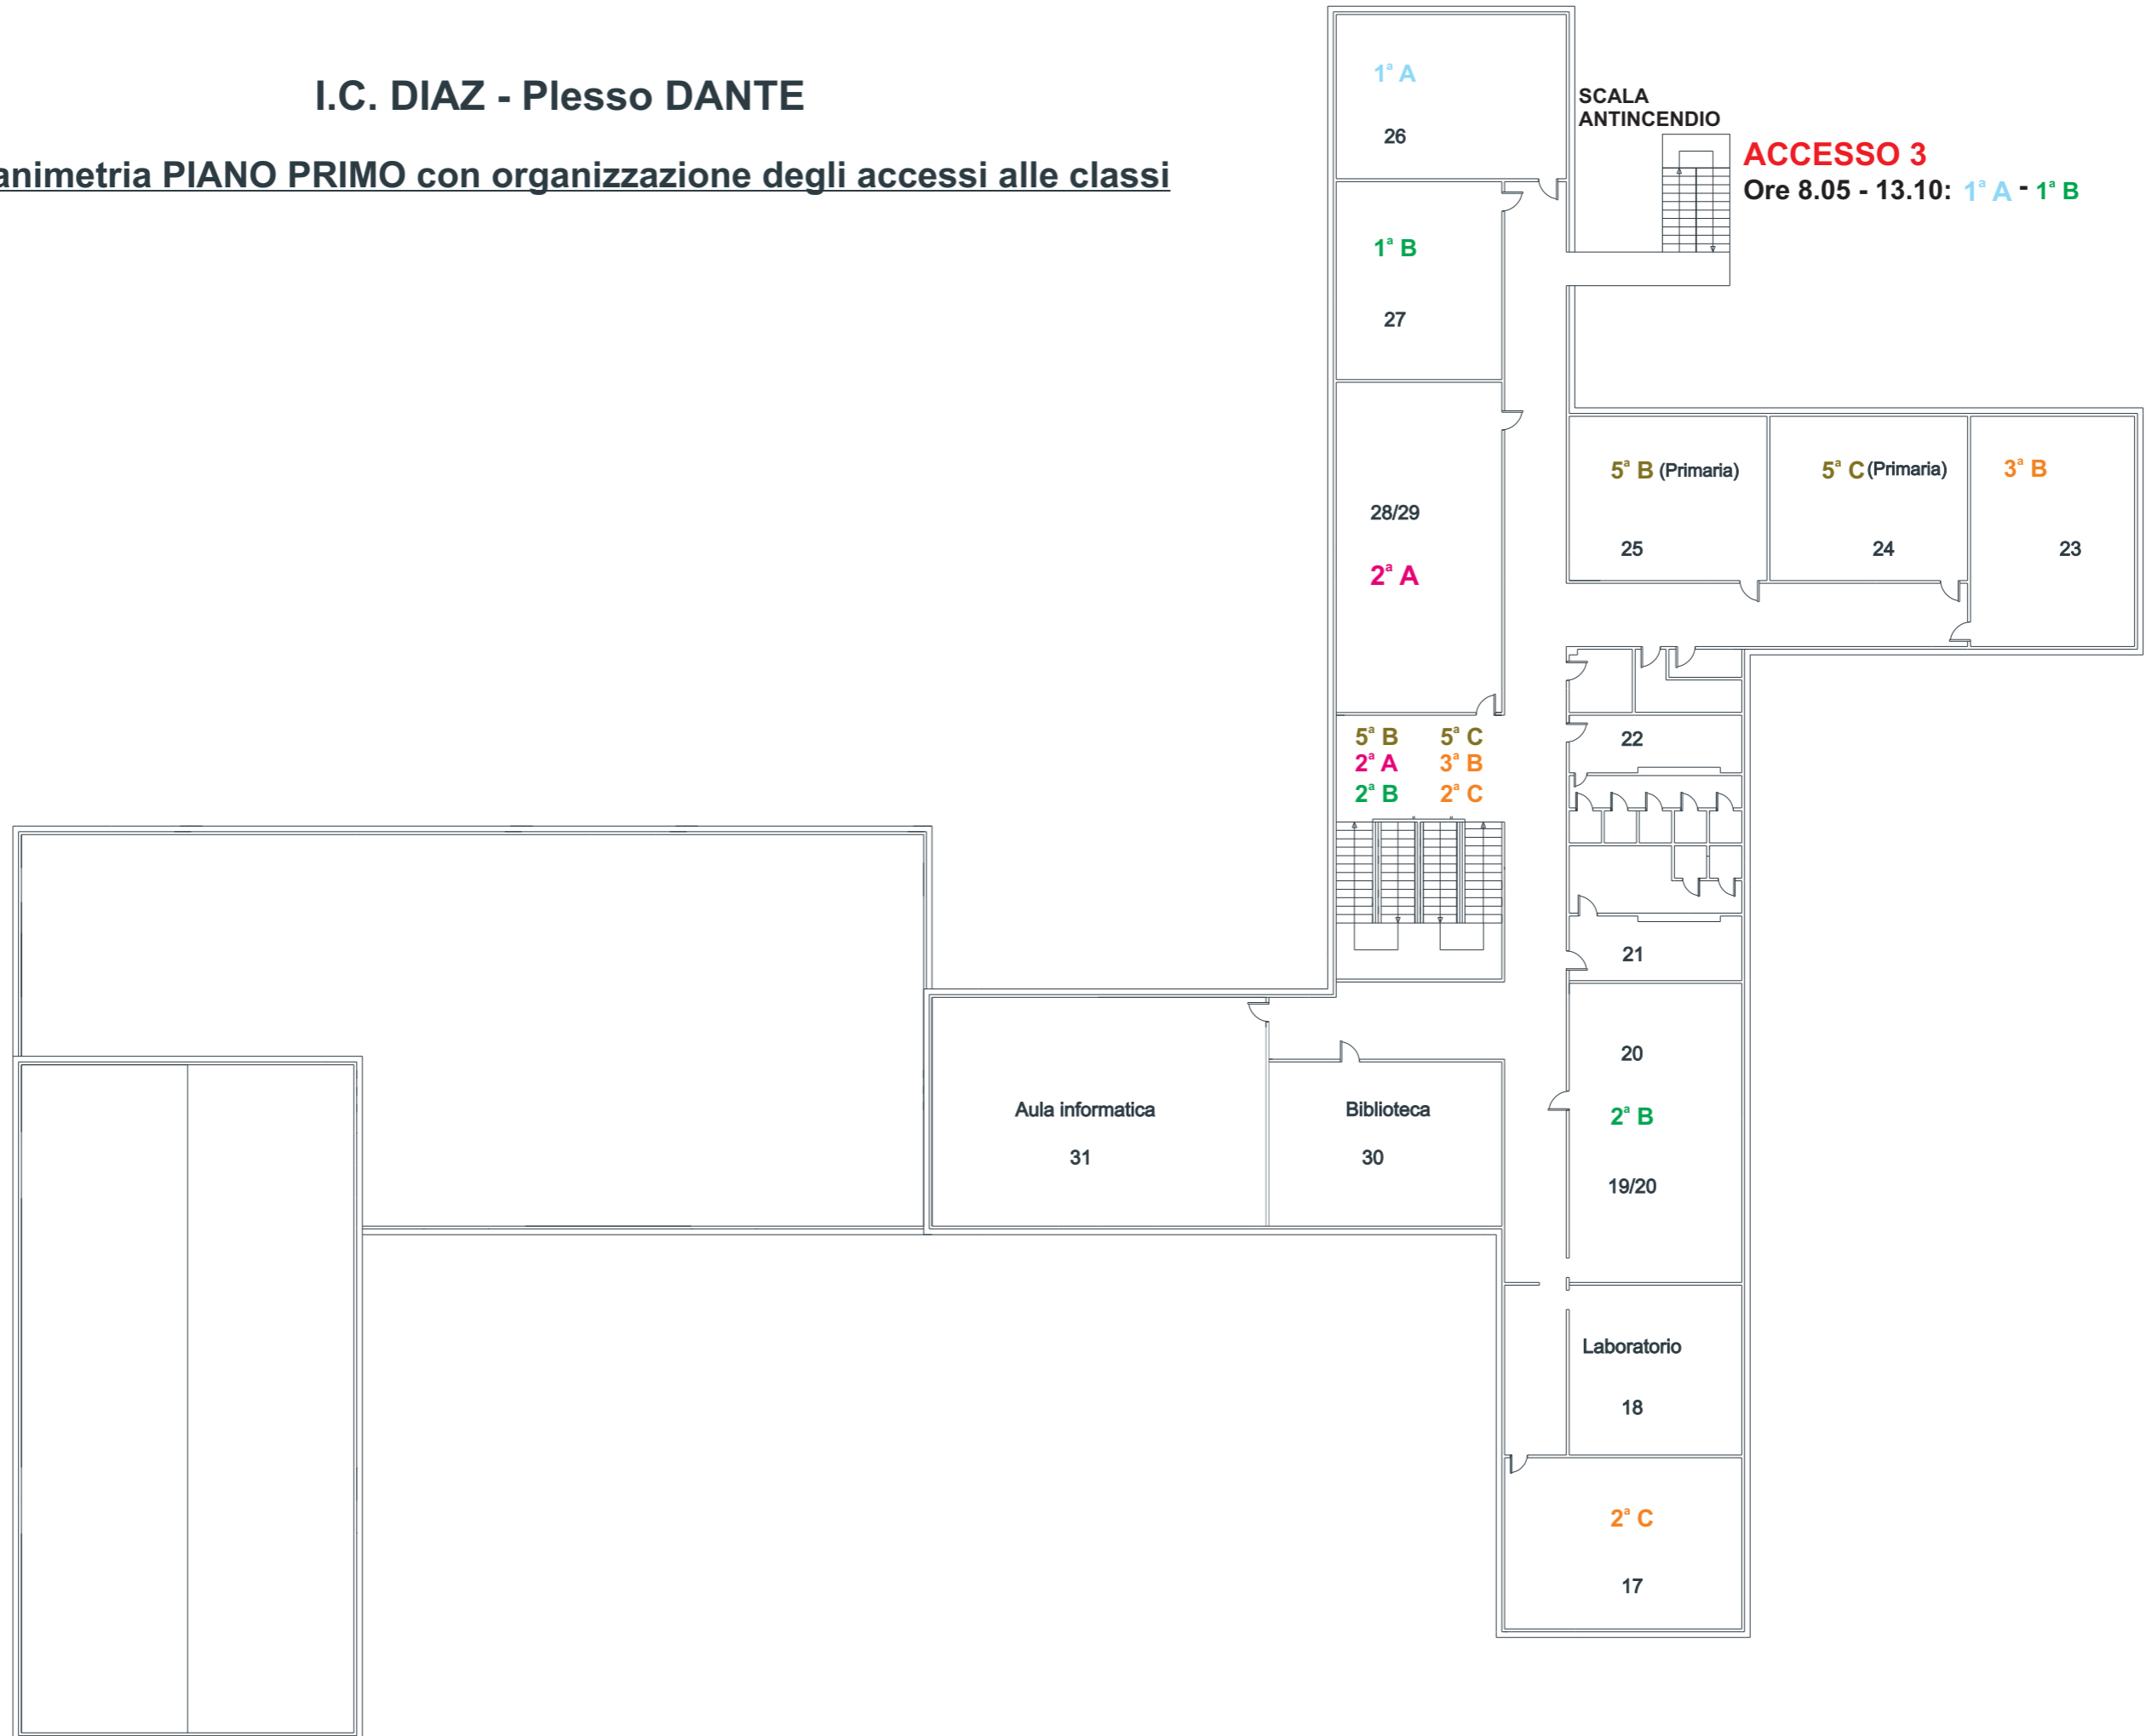 I.C. DIAZ - Plesso DANTE
animetria PIANO PRIMO con organizzazione degli accessi alle classi
1ª A
26
SCALA
ANTINCENDIO
ACCESSO 3
Ore 8.05 - 13.10: 1ª A - 1ª B
1ª B
27
28/29
2ª A
5ª B (Primaria)
25
5ª C (Primaria)
24
3ª B
23
5ª B 5ª C
2ª A 3ª B
2ª B 2ª C
22
21
20
2ª B
19/20
Aula informatica
31
Biblioteca
30
Laboratorio
18
2ª C
17